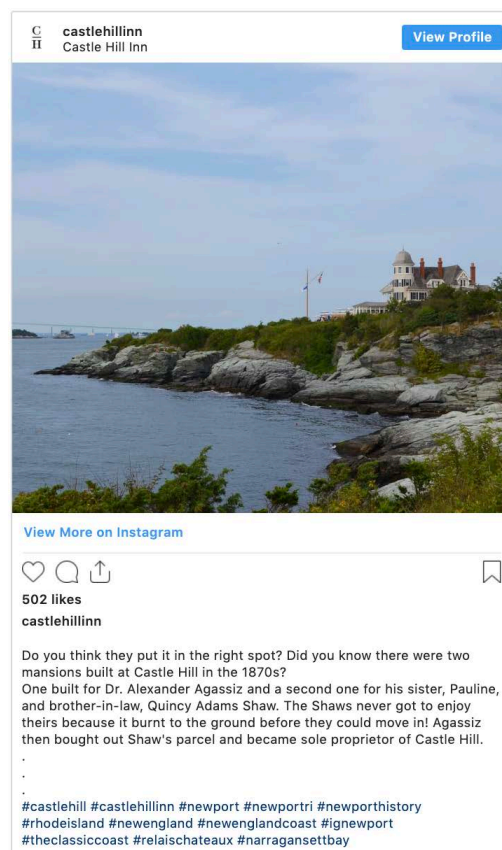 C
H
castlehillinn
Castle Hill Inn
View Profile
View More on Instagram
502 likes
castlehillinn
Do you think they put it in the right spot? Did you know there were two
mansions built at Castle Hill in the 1870s?
One built for Dr. Alexander Agassiz and a second one for his sister, Pauline,
and brother-in-law, Quincy Adams Shaw. The Shaws never got to enjoy
theirs because it burnt to the ground before they could move in! Agassiz
then bought out Shaw's parcel and became sole proprietor of Castle Hill.
.
.
.
#castlehill #castlehillinn #newport #newportri #newporthistory
#rhodeisland #newengland #newenglandcoast #ignewport
#theclassiccoast #relaischateaux #narragansettbay